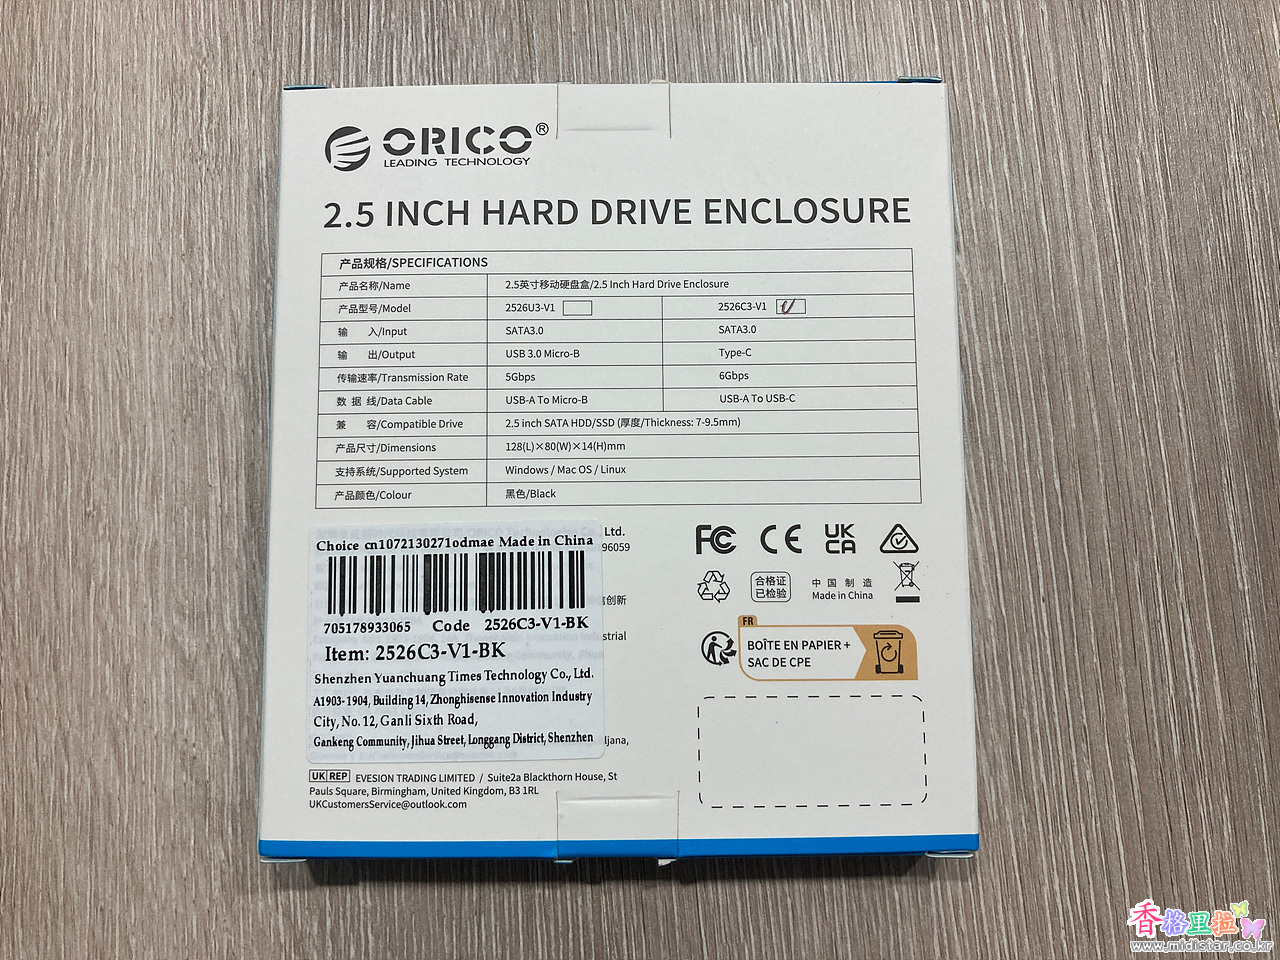 ORICO®
LEADING TECHNOLOGY
2.5 INCH HARD DRIVE ENCLOSURE
产品规格/SPECIFICATIONS
产品名称/Name 2.5英寸移动硬盘盒/2.5 Inch Hard Drive Enclosure
产品型号/Model 2526U3-V1 2526C3-V1
输 入/Input SATA3.0 SATA3.0
输 出/Output USB 3.0 Micro-B Type-C
传输速率/Transmission Rate 5Gbps 6Gbps
数 据 线/Data Cable USB-A To Micro-B USB-A To USB-C
兼 容/Compatible Drive 2.5 inch SATA HDD/SSD (厚度/Thickness: 7-9.5mm)
产品尺寸/Dimensions 128(L)×80(W)×14(H)mm
支持系统/Supported System Windows / Mac OS / Linux
产品颜色/Colour 黑色/Black
Ltd.
96059
Choice cn1072130271odmae Made in China
705178933065 Code 2526C3-V1-BK
Item: 2526C3-V1-BK
Shenzhen Yuanchuang Times Technology Co., Ltd.
A1903-1904, Building 14, Zhonghisense Innovation Industry
City, No. 12, Ganli Sixth Road,
Gankeng Community, Jihua Street, Longgang District, Shenzhen
UK REP EVESION TRADING LIMITED / Suite2a Blackthorn House, St
Pauls Square, Birmingham, United Kingdom, B3 1RL
UKCustomersService@outlook.com
FC CE UK CA
合格证
已检验
中 国 制 造
Made in China
FR
BOÎTE EN PAPIER +
SAC DE CPE
香格里拉
www.midistar.co.kr